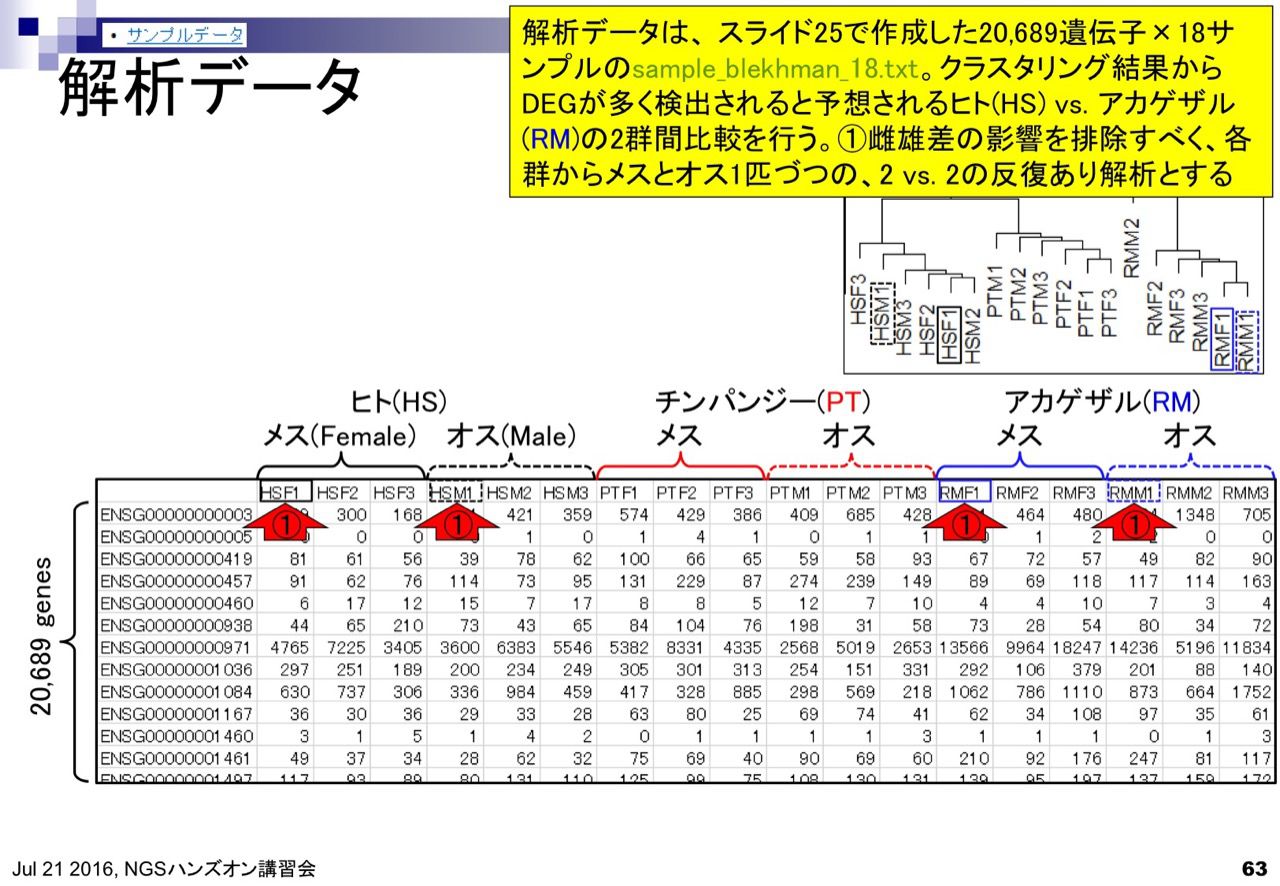 • サンプルデータ
解析データ
解析データは、スライド25で作成した20,689遺伝子×18サ
ンプルのsample_blekhman_18.txt。クラスタリング結果から
DEGが多く検出されると予想されるヒト(HS) vs. アカゲザル
(RM)の2群間比較を行う。①雌雄差の影響を排除すべく、各
群からメスとオス1匹づつの、2 vs. 2の反復あり解析とする
HSF3 HSM1 HSM3 HSF2 HSF1 HSM2 PTM1 PTM2 PTM3 PTF2 PTF1 PTF3 RMM2 RMF2 RMF3 RMM3 RMF1 RMM1
ヒト(HS) チンパンジー(PT) アカゲザル(RM)
メス(Female) オス(Male) メス オス メス オス
HSF1 HSF2 HSF3 HSM1 HSM2 HSM3 PTF1 PTF2 PTF3 PTM1 PTM2 PTM3 RMF1 RMF2 RMF3 RMM1 RMM2 RMM3
ENSG00000000003 300 168 421 359 574 429 386 409 685 428 464 480 1348 705
① ① ① ①
ENSG00000000005 0 0 1 0 1 4 1 0 1 1 1 2 0 0
ENSG00000000419 81 61 56 39 78 62 100 66 65 59 58 93 67 72 57 49 82 90
ENSG00000000457 91 62 76 114 73 95 131 229 87 274 239 149 89 69 118 117 114 163
ENSG00000000460 6 17 12 15 7 17 8 8 5 12 7 10 4 4 10 7 3 4
ENSG00000000938 44 65 210 73 43 65 84 104 76 198 31 58 73 28 54 80 34 72
ENSG00000000971 4765 7225 3405 3600 6383 5546 5382 8331 4335 2568 5019 2653 13566 9964 18247 14236 5196 11834
ENSG00000001036 297 251 189 200 234 249 305 301 313 254 151 331 292 106 379 201 88 140
ENSG00000001084 630 737 306 336 984 459 417 328 885 298 569 218 1062 786 1110 873 664 1752
ENSG00000001167 36 30 36 29 33 28 63 80 25 69 74 41 62 34 108 97 35 61
ENSG00000001460 3 1 5 1 4 2 0 1 1 1 1 3 1 1 1 0 1 3
ENSG00000001461 49 37 34 28 62 32 75 69 40 90 69 60 210 92 176 247 81 117
ENSG00000001497 117 93 89 80 131 110 125 99 75 108 130 131 139 95 197 137 159 172
20,689 genes
Jul 21 2016, NGSハンズオン講習会
63